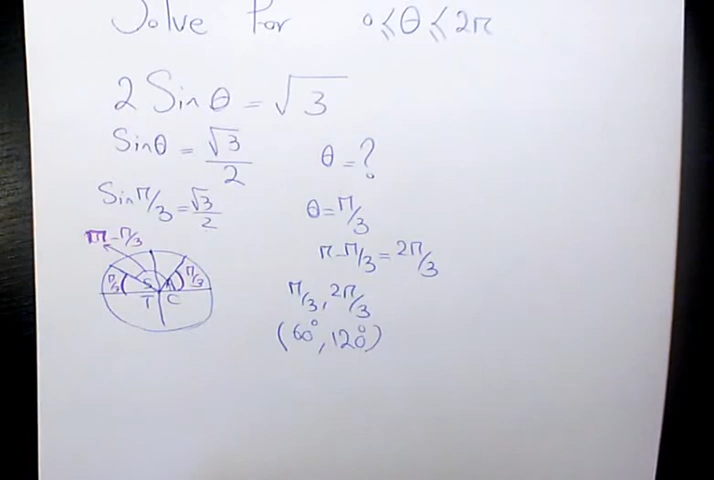 Solve for 0 ≤ θ ≤ 2π
2 Sin θ = √3
Sin θ = √3/2 θ = ?
Sin π/3 = √3/2 θ = π/3
π - π/3 π - π/3 = 2π/3
π/3 S A π/3 π/3, 2π/3
T C
(60°, 120°)